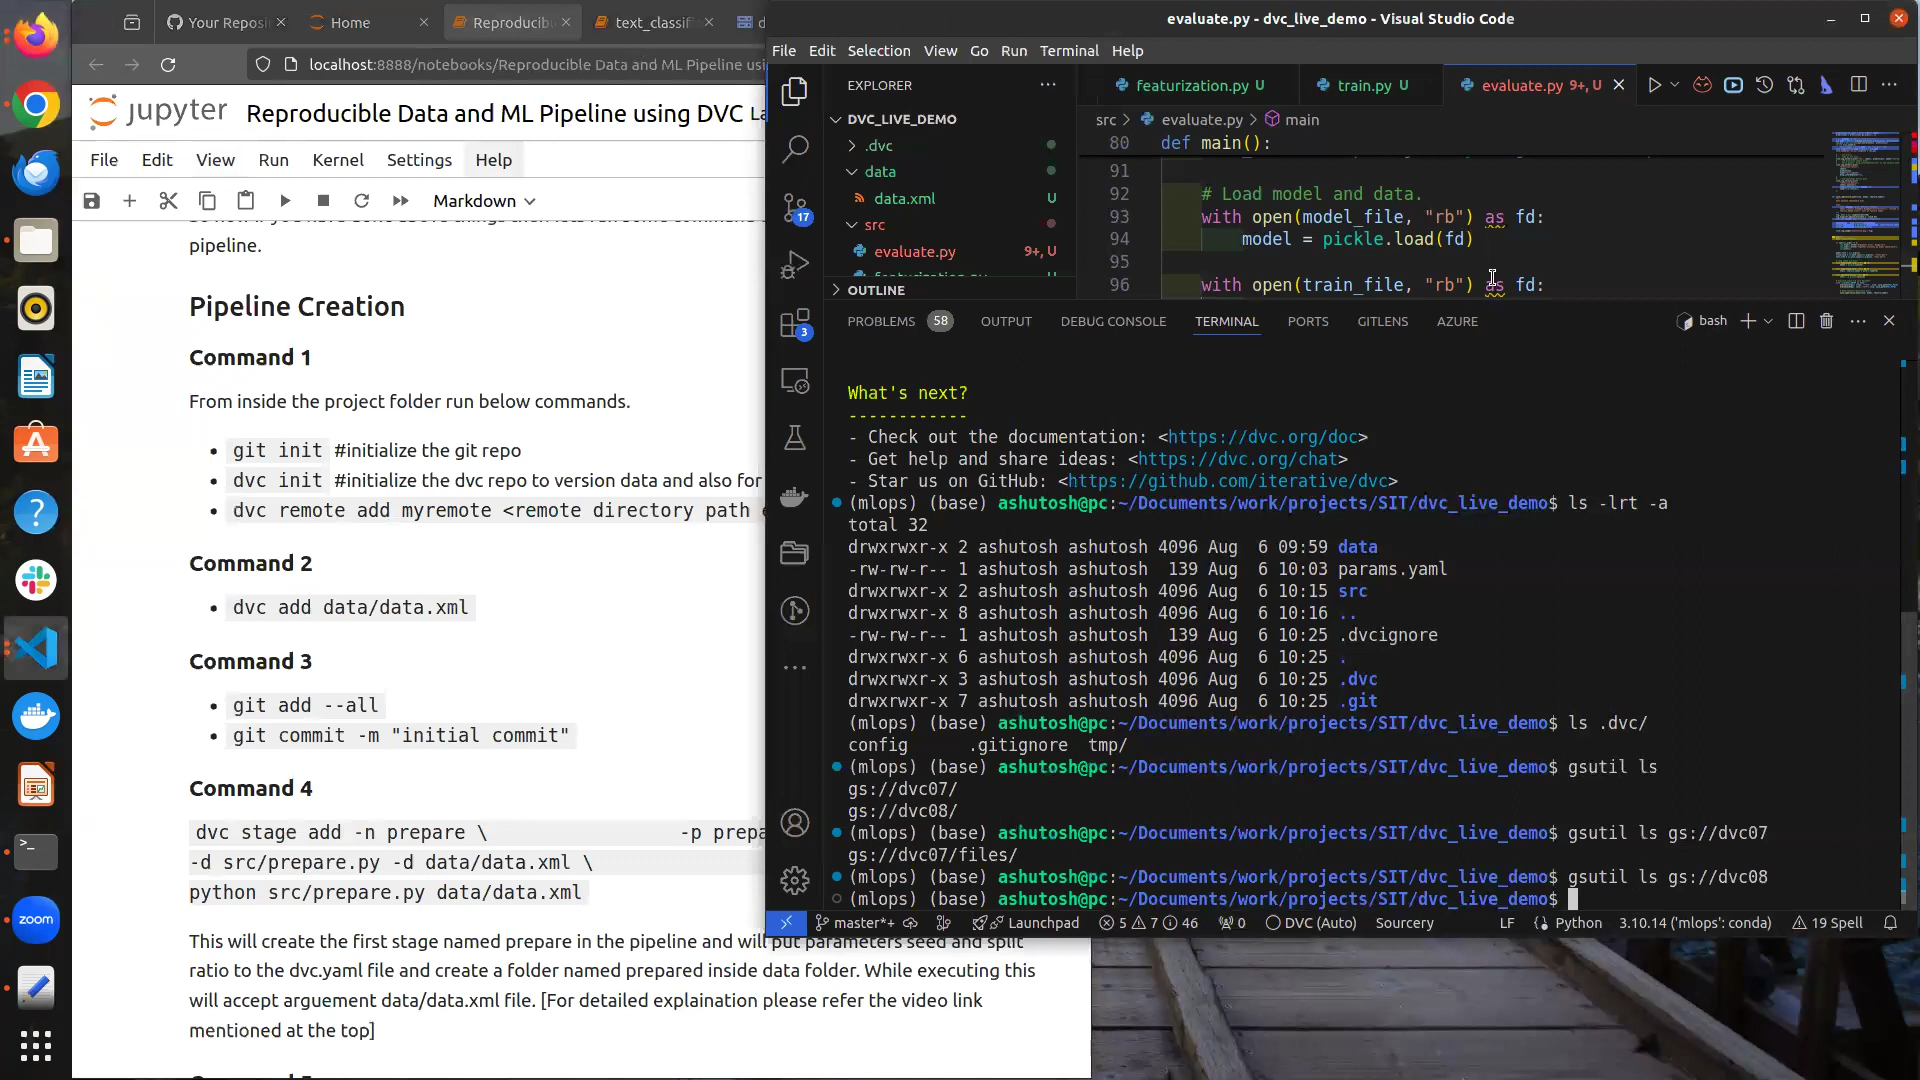 Your Reposi
Home
Reproducib
text_classif
localhost:8888/notebooks/Reproducible Data and ML Pipeline usi
jupyter
Reproducible Data and ML Pipeline using DVC La
File Edit View Run Kernel Settings Help
Markdown
pipeline.
Pipeline Creation
Command 1
From inside the project folder run below commands.
git init #initialize the git repo
dvc init #initialize the dvc repo to version data and also for
dvc remote add myremote <remote directory path
Command 2
dvc add data/data.xml
Command 3
git add --all
git commit -m "initial commit"
Command 4
dvc stage add -n prepare \ -p prepa
-d src/prepare.py -d data/data.xml \
python src/prepare.py data/data.xml
This will create the first stage named prepare in the pipeline and will put parameters seed and split
ratio to the dvc.yaml file and create a folder named prepared inside data folder. While executing this
will accept arguement data/data.xml file. [For detailed explaination please refer the video link
mentioned at the top]
zoom
evaluate.py - dvc_live_demo - Visual Studio Code
File Edit Selection View Go Run Terminal Help
EXPLORER
DVC_LIVE_DEMO
.dvc
data
data.xml U
src
evaluate.py 9+, U
OUTLINE
17
3
featurization.py U
train.py U
evaluate.py 9+, U
src > evaluate.py > main
80 def main():
91
92 # Load model and data.
93 with open(model_file, "rb") as fd:
94 model = pickle.load(fd)
95
96 with open(train_file, "rb") as fd:
PROBLEMS 58 OUTPUT DEBUG CONSOLE TERMINAL PORTS GITLENS AZURE
bash
What's next?
------------
- Check out the documentation: <https://dvc.org/doc>
- Get help and share ideas: <https://dvc.org/chat>
- Star us on GitHub: <https://github.com/iterative/dvc>
(mlops) (base) ashutosh@pc:~/Documents/work/projects/SIT/dvc_live_demo$ ls -lrt -a
total 32
drwxrwxr-x 2 ashutosh ashutosh 4096 Aug  6 09:59 data
-rw-rw-r-- 1 ashutosh ashutosh  139 Aug  6 10:03 params.yaml
drwxrwxr-x 2 ashutosh ashutosh 4096 Aug  6 10:15 src
drwxrwxr-x 8 ashutosh ashutosh 4096 Aug  6 10:16 ..
-rw-rw-r-- 1 ashutosh ashutosh  139 Aug  6 10:25 .dvcignore
drwxrwxr-x 6 ashutosh ashutosh 4096 Aug  6 10:25 .
drwxrwxr-x 3 ashutosh ashutosh 4096 Aug  6 10:25 .dvc
drwxrwxr-x 7 ashutosh ashutosh 4096 Aug  6 10:25 .git
(mlops) (base) ashutosh@pc:~/Documents/work/projects/SIT/dvc_live_demo$ ls .dvc/
config .gitignore tmp/
(mlops) (base) ashutosh@pc:~/Documents/work/projects/SIT/dvc_live_demo$ gsutil ls
gs://dvc07/
gs://dvc08/
(mlops) (base) ashutosh@pc:~/Documents/work/projects/SIT/dvc_live_demo$ gsutil ls gs://dvc07
gs://dvc07/files/
(mlops) (base) ashutosh@pc:~/Documents/work/projects/SIT/dvc_live_demo$ gsutil ls gs://dvc08
(mlops) (base) ashutosh@pc:~/Documents/work/projects/SIT/dvc_live_demo$
master*+ Launchpad 5 7 46 0 DVC (Auto) Sourcery LF Python 3.10.14 ('mlops': conda) 19 Spell